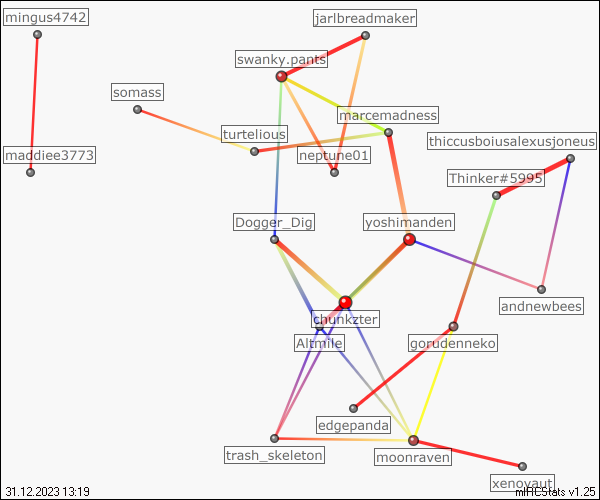 mingus4742
jarlbreadmaker
swanky.pants
somass
marcemadness
turtelious
thiccusboiusalexusjoneus
maddiee3773
neptune01
Thinker#5995
Dogger_Dig
yoshimanden
andnewbees
chunkzter
Altmile
gorudenneko
edgepanda
trash_skeleton
moonraven
xenovaut
31.12.2023 13:19
mIRCStats v1.25